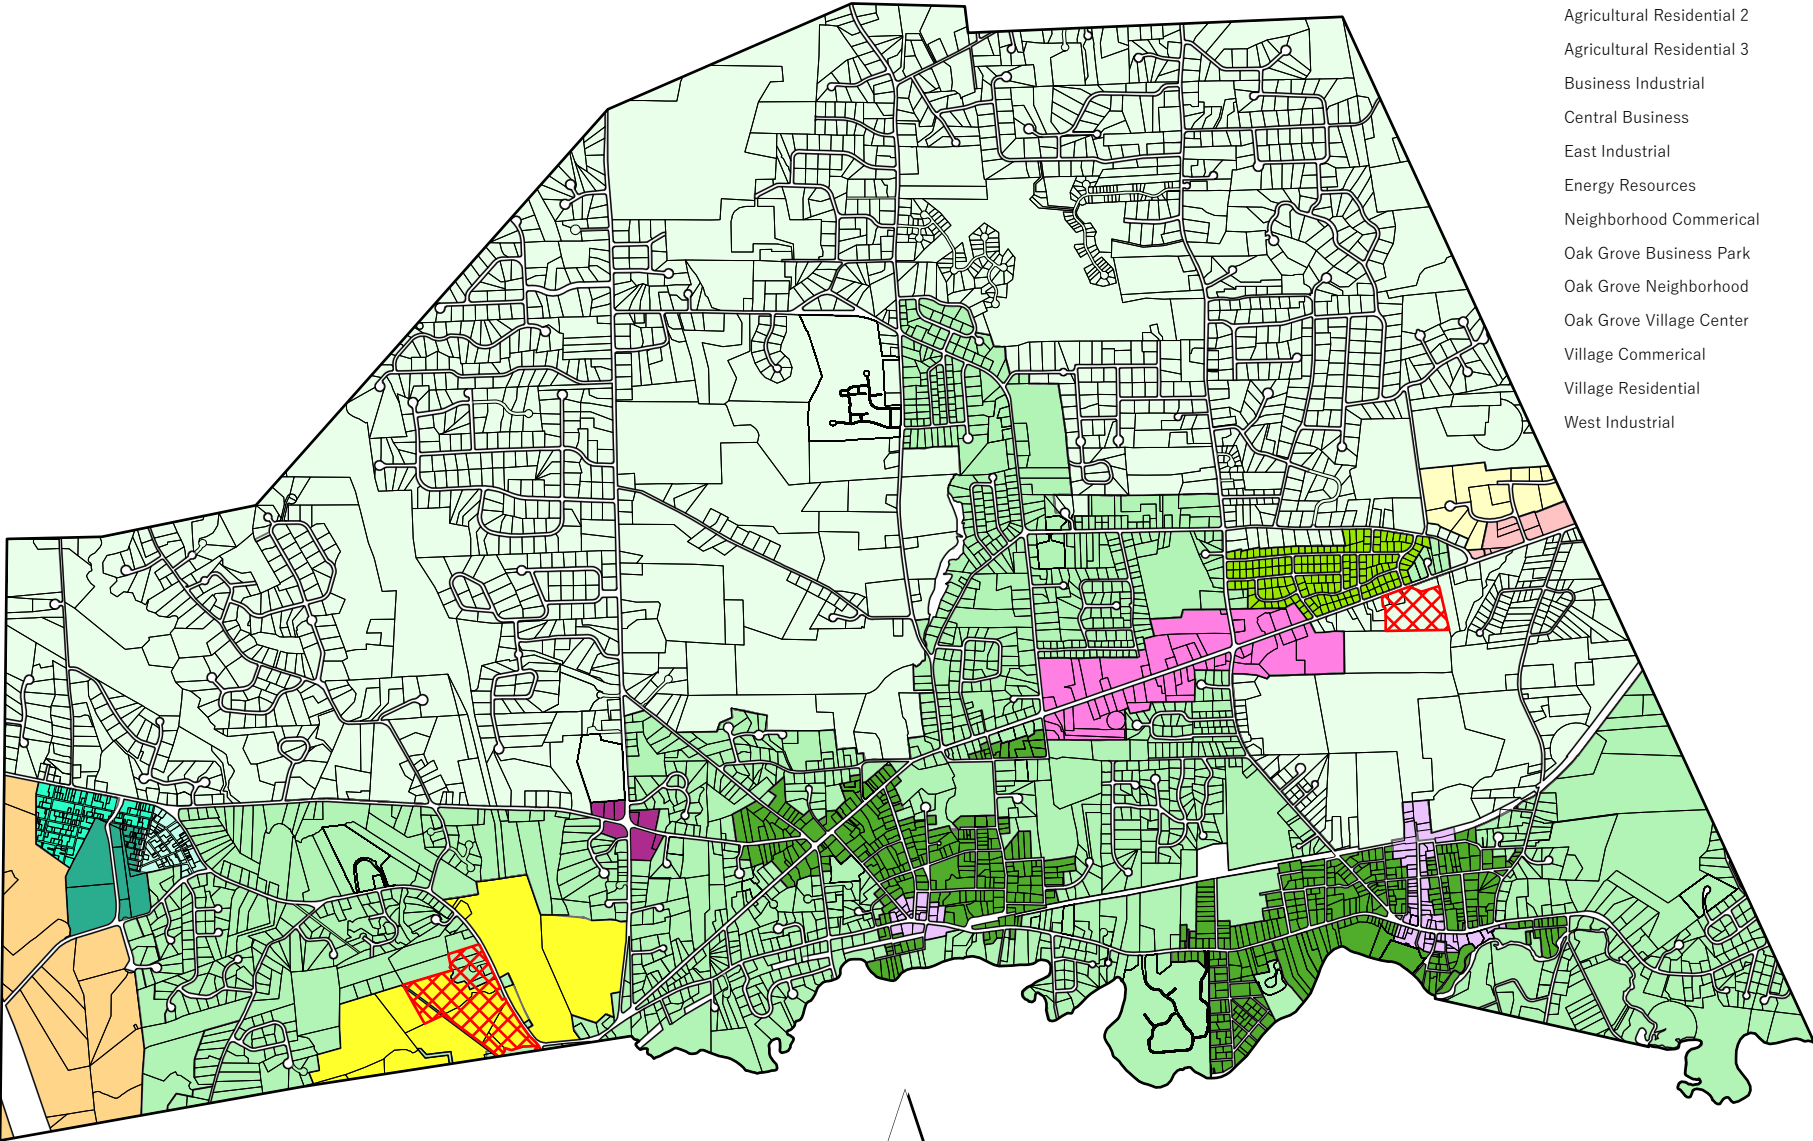 Agricultural Residential 2
Agricultural Residential 3
Business Industrial
Central Business
East Industrial
Energy Resources
Neighborhood Commerical
Oak Grove Business Park
Oak Grove Neighborhood
Oak Grove Village Center
Village Commerical
Village Residential
West Industrial